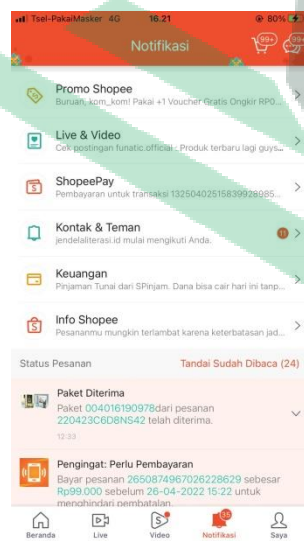 Tsel-PakaiMasker 4G 16.21 @ 80%
Notifikasi 99+ 99+
Promo Shopee
Buruan, kom_kom! Pakai +1 Voucher Gratis Ongkir RP0...
Live & Video
Cek postingan funatic.official : Produk terbaru lagi guys...
ShopeePay
Pembayaran untuk transaksi 13250402515839928985...
Kontak & Teman
jendelaliterasi.id mulai mengikuti Anda. 11
Keuangan
Pinjaman Tunai dari SPinjam. Dana bisa cair hari ini tanp...
Info Shopee
Pesananmu mungkin terlambat karena keterbatasan jad...
Status Pesanan Tandai Sudah Dibaca (24)
Paket Diterima
Paket 004016190978dari pesanan
220423C6D8NS42 telah diterima.
12.33
Pengingat: Perlu Pembayaran
Bayar pesanan 2650874967026228629 sebesar
Rp99.000 sebelum 26-04-2022 15:22 untuk
menghindari pembatalan.
35
Beranda Live Video Notifikasi Saya